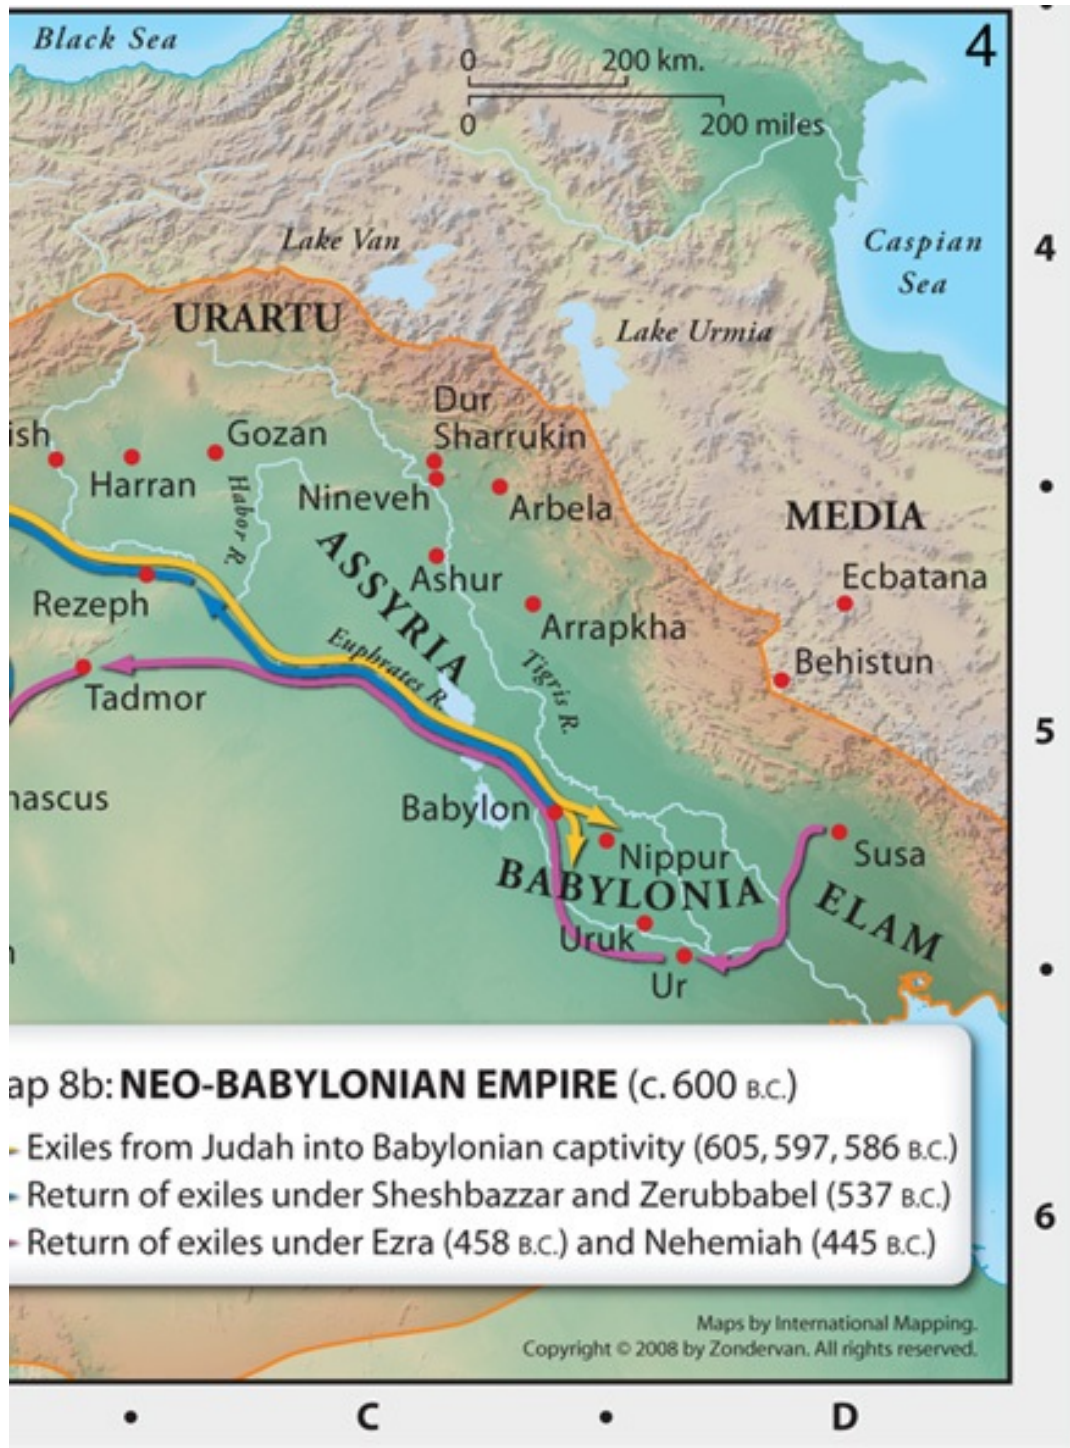 Black Sea
4
0
200 km.
0
200 miles
Lake Van
Caspian
Sea
4
URARTU
Lake Urmia
Dur
Sharrukin
ish
Gozan
Harran
Habor R.
Nineveh
Arbela
MEDIA
ASSYRIA
Ashur
Ecbatana
Rezeph
Arrapkha
Euphrates R.
Tigris R.
Behistun
Tadmor
5
nascus
Babylon
Nippur
Susa
BABYLONIA
ELAM
Uruk
Ur
n
ap 8b: NEO-BABYLONIAN EMPIRE (c. 600 B.C.)
Exiles from Judah into Babylonian captivity (605, 597, 586 B.C.)
Return of exiles under Sheshbazzar and Zerubbabel (537 B.C.)
Return of exiles under Ezra (458 B.C.) and Nehemiah (445 B.C.)
6
Maps by International Mapping.
Copyright © 2008 by Zondervan. All rights reserved.
C
D